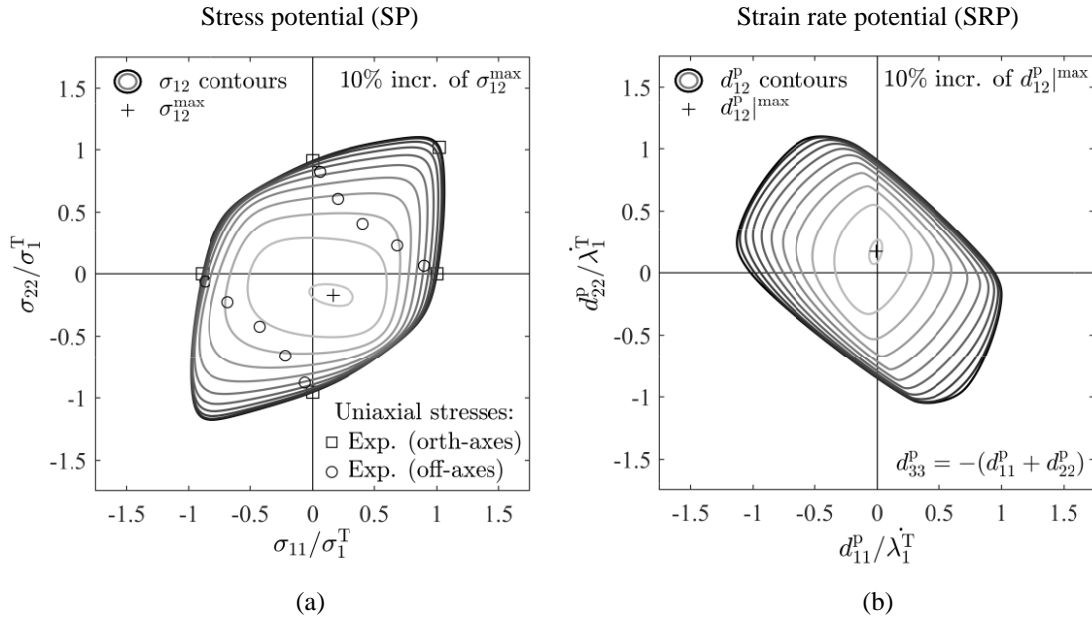 Stress potential (SP)
σ₁₂ contours
σ₁₂ᵐᵃˣ
10% incr. of σ₁₂ᵐᵃˣ
1.5
1
0.5
0
-0.5
-1
-1.5
σ₂₂/σ₁ᵀ
Uniaxial stresses:
Exp. (orth-axes)
Exp. (off-axes)
-1.5 -1 -0.5 0 0.5 1 1.5
σ₁₁/σ₁ᵀ
(a)
Strain rate potential (SRP)
d₁₂ᵖ contours
d₁₂ᵖ|ᵐᵃˣ
10% incr. of d₁₂ᵖ|ᵐᵃˣ
1.5
1
0.5
0
-0.5
-1
-1.5
d₂₂ᵖ/λ̇₁ᵀ
d₃₃ᵖ = −(d₁₁ᵖ + d₂₂ᵖ)
-1.5 -1 -0.5 0 0.5 1 1.5
d₁₁ᵖ/λ̇₁ᵀ
(b)